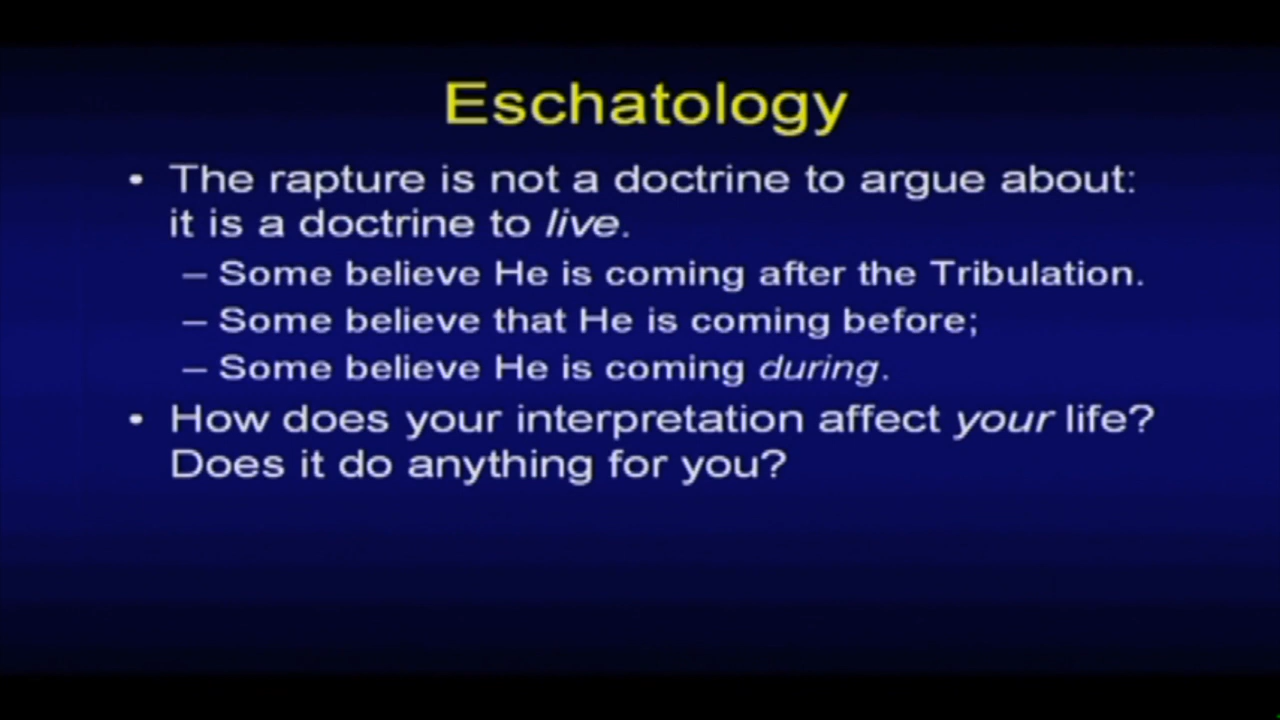 Eschatology
• The rapture is not a doctrine to argue about:
it is a doctrine to live.
– Some believe He is coming after the Tribulation.
– Some believe that He is coming before;
– Some believe He is coming during.
• How does your interpretation affect your life?
Does it do anything for you?